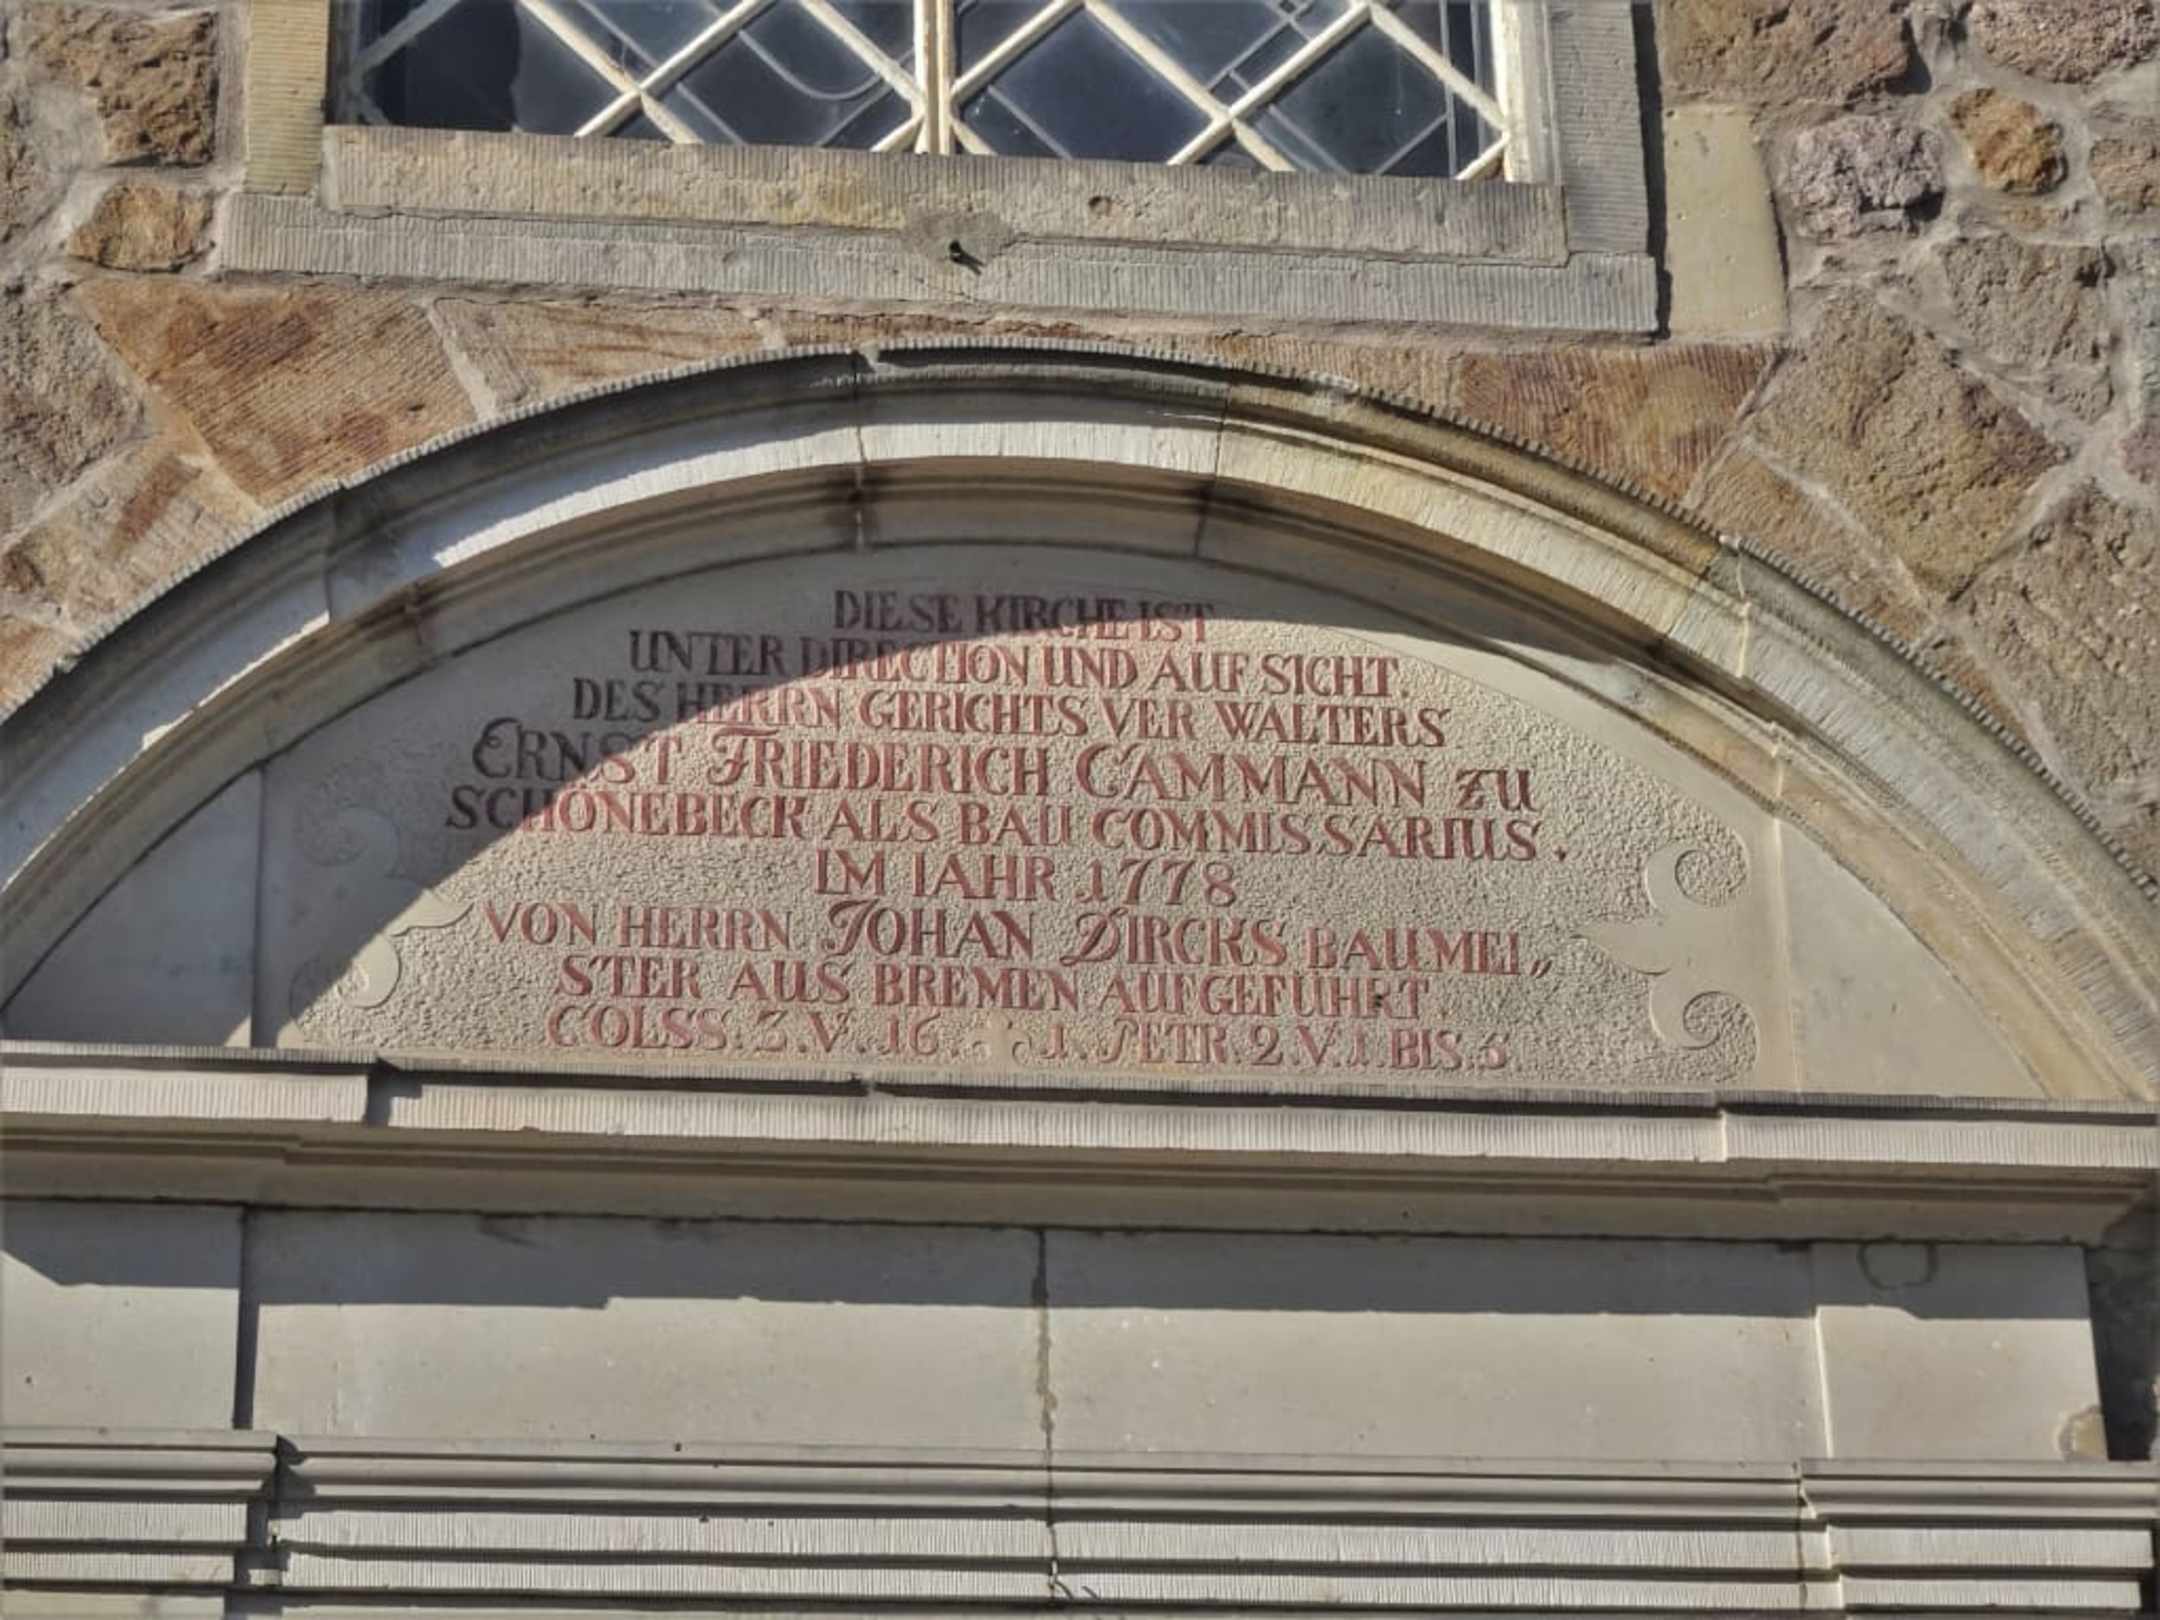 DIESE KIRCHE IST
UNTER DIRECTION UND AUF SICHT.
DES HERRN GERICHTS VER WALTERS
ERNST FRIEDERICH CAMMANN ZU
SCHÖNEBECK ALS BAU COMMISSARIUS.
IM IAHR 1778
VON HERRN JOHAN DIRCKS BAUMEI„
STER AUS BREMEN AUFGEFÜHRT.
COLSS. 3. V. 16. 1. PETR. 2. V. 1. BIS. 5